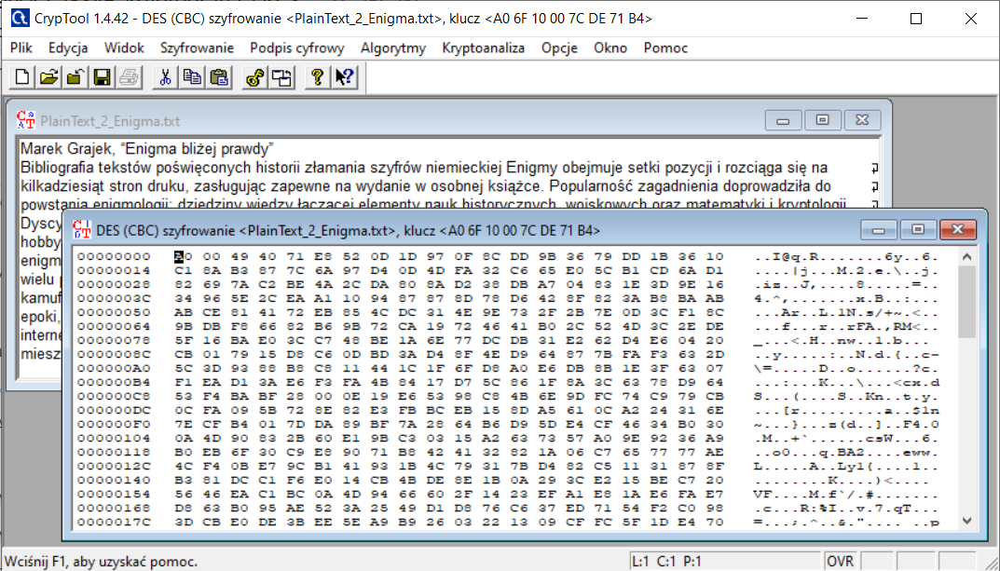 CrypTool 1.4.42 - DES (CBC) szyfrowanie <PlainText_2_Enigma.txt>, klucz <A0 6F 10 00 7C DE 71 B4>
Plik Edycja Widok Szyfrowanie Podpis cyfrowy Algorytmy Kryptoanaliza Opcje Okno Pomoc
PlainText_2_Enigma.txt
Marek Grajek, “Enigma bliżej prawdy”
Bibliografia tekstów poświęconych historii złamania szyfrów niemieckiej Enigmy obejmuje setki pozycji i rozciąga się na
kilkadziesiąt stron druku, zasługując zapewne na wydanie w osobnej książce. Popularność zagadnienia doprowadziła do
powstania enigmologii; dziedziny wiedzy łączącej elementy nauk historycznych, wojskowych oraz matematyki i kryptologii.
Dyscy
hobby
enigm
wielu
kamuf
epoki,
interne
miesz
DES (CBC) szyfrowanie <PlainText_2_Enigma.txt>, klucz <A0 6F 10 00 7C DE 71 B4>
00000000 A0 00 49 40 71 E8 52 0D 1D 97 0F 8C DD 9B 36 79 DD 1B 36 10 ..I@q.R.......6y..6.
00000014 C1 8A B3 87 7C 6A 97 D4 0D 4D FA 32 C6 65 E0 5C B1 CD 6A D1 ....|j...M.2.e.\..j.
00000028 82 69 7A C2 BE 4A 2C DA 80 8A D2 38 DB A7 04 83 1E 3D 9E 16 .iz..J,....8.....=..
0000003C 34 96 5E 2C EA A1 10 94 87 87 8D 78 D6 42 8F 82 3A B8 BA AB 4.^,.......x.B..:...
00000050 AB CE 81 41 72 EB 85 4C DC 31 4E 9E 73 2F 2B 7E 0D 3C F1 8C ...Ar..L.1N.s/+~.<..
00000064 9B DB F8 66 82 B6 9B 72 CA 19 72 46 41 B0 2C 52 4D 3C 2E DE ...f...r..rFA.,RM<..
00000078 5F 16 BA E0 3C C7 48 BE 1A 6E 77 DC DB 31 E2 62 D4 E6 04 20 _...<.H..nw..1.b...
0000008C CB 01 79 15 D8 C6 0D BD 3A D4 8F 4E D9 64 87 7B FA F3 63 2D ..y.....:..N.d.{..c-
000000A0 5C 3D 93 88 B8 C8 11 44 1C 1F 6F D8 A0 E6 DB 8B 1E 3F 63 07 \=.....D..o......?c.
000000B4 F1 EA D1 3A E6 F3 FA 4B 84 17 D7 5C 86 1F 8A 3C 63 78 D9 64 ...:...K...\...<cx.d
000000C8 53 F4 BA BF 28 00 0E 19 E6 53 98 C8 4B 6E 9D FC 74 C9 79 CB S...(....S..Kn..t.y.
000000DC 0C FA 09 5B 72 8E 82 E3 FB BC EB 15 8D A5 61 0C A2 24 31 6E ...[r.........a..$1n
000000F0 7E CF B4 01 7D DA 89 BF 7A 28 64 B6 D9 5D E4 CF 46 34 B0 30 ~...}...z(d..]..F4.0
00000104 0A 4D 90 83 2B 60 E1 9B C3 03 15 A2 63 73 57 A0 9E 92 36 A9 .M..+`......csW...6.
00000118 B0 EB 6F 30 C9 E8 90 71 B8 42 41 32 82 1A 06 C7 65 77 77 AE ..o0...q.BA2....eww.
0000012C 4C F4 0B E7 9C B1 41 93 1B 4C 79 31 7B D4 82 C5 11 31 87 8F L.....A..Ly1{....1..
00000140 B3 81 DC C1 F6 E0 14 CB 4B DE 8E 1B 0A 29 3C E2 15 BE C7 20 ........K....)<....
00000154 56 46 EA C1 BC 0A 4D 94 66 60 2F 14 23 EF A1 E8 1A E6 FA E7 VF....M.f`/.#.......
00000168 D8 63 B0 95 AE 52 3A 25 49 D1 D8 76 C6 37 ED 71 54 F2 C0 98 .c...R:%I..v.7.qT...
0000017C 3D CB E0 DE 3B EE 5E A9 B9 26 03 22 13 09 CF FC 5F 1D E4 70 =...;.^..&."...._..p
Wciśnij F1, aby uzyskać pomoc.
L:1 C:1 P:1
OVR